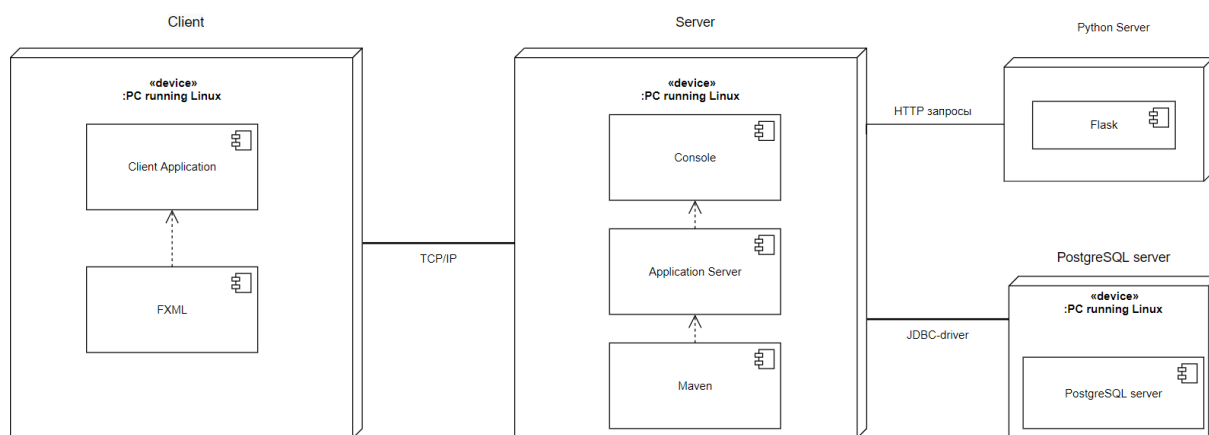 Client
«device»
:PC running Linux
Client Application
FXML
TCP/IP
Server
«device»
:PC running Linux
Console
Application Server
Maven
HTTP запросы
JDBC-driver
Python Server
Flask
PostgreSQL server
«device»
:PC running Linux
PostgreSQL server